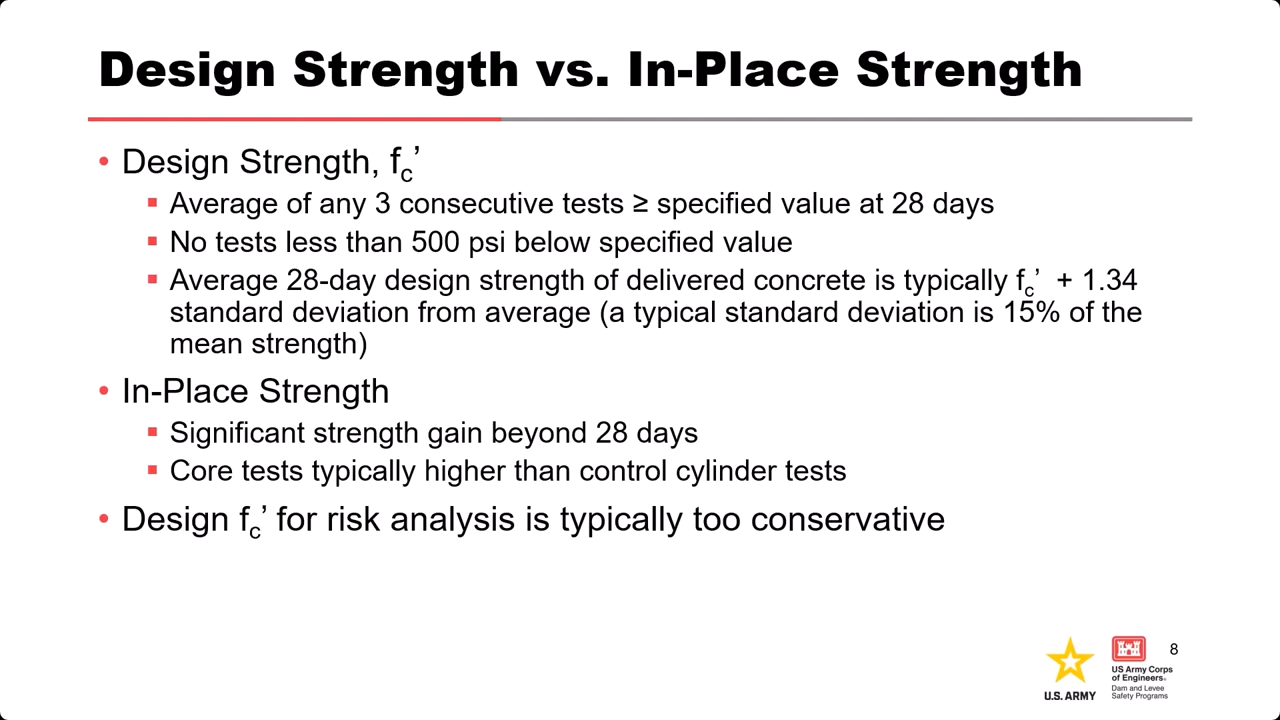 Design Strength vs. In-Place Strength
• Design Strength, fc’
▪ Average of any 3 consecutive tests ≥ specified value at 28 days
▪ No tests less than 500 psi below specified value
▪ Average 28-day design strength of delivered concrete is typically fc’ + 1.34
standard deviation from average (a typical standard deviation is 15% of the
mean strength)
• In-Place Strength
▪ Significant strength gain beyond 28 days
▪ Core tests typically higher than control cylinder tests
• Design fc’ for risk analysis is typically too conservative
U.S. ARMY
US Army Corps
of Engineers®
Dam and Levee
Safety Programs
8